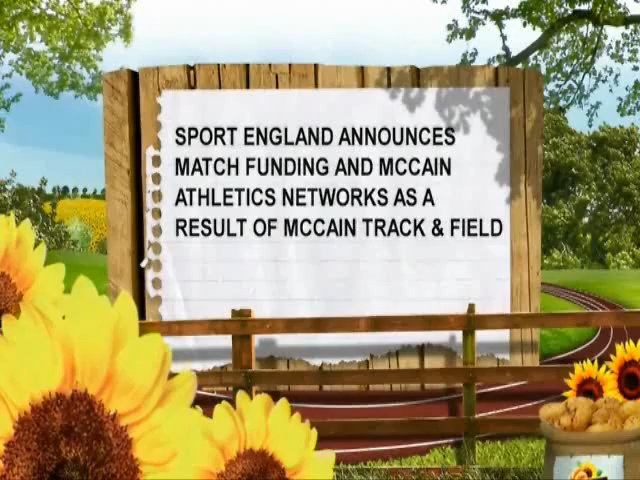 SPORT ENGLAND ANNOUNCES
MATCH FUNDING AND MCCAIN
ATHLETICS NETWORKS AS A
RESULT OF MCCAIN TRACK & FIELD